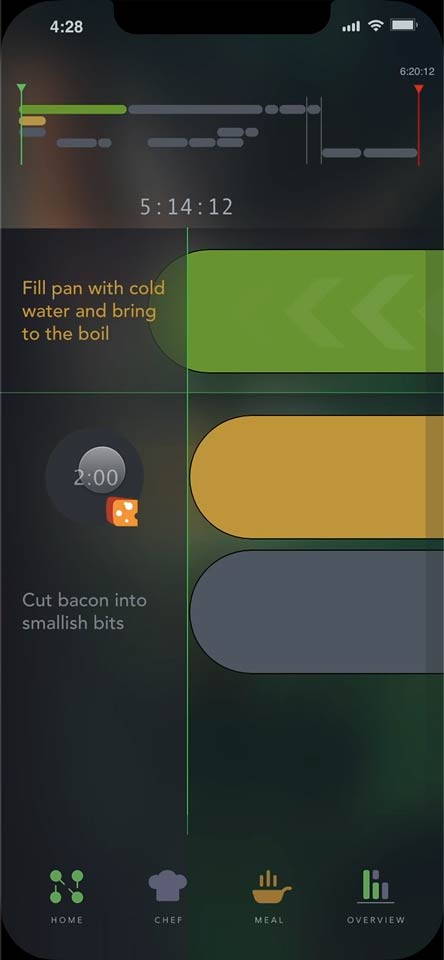 4:28
6:20:12
5:14:12
Fill pan with cold
water and bring
to the boil
2:00
Cut bacon into
smallish bits
HOME CHEF MEAL OVERVIEW